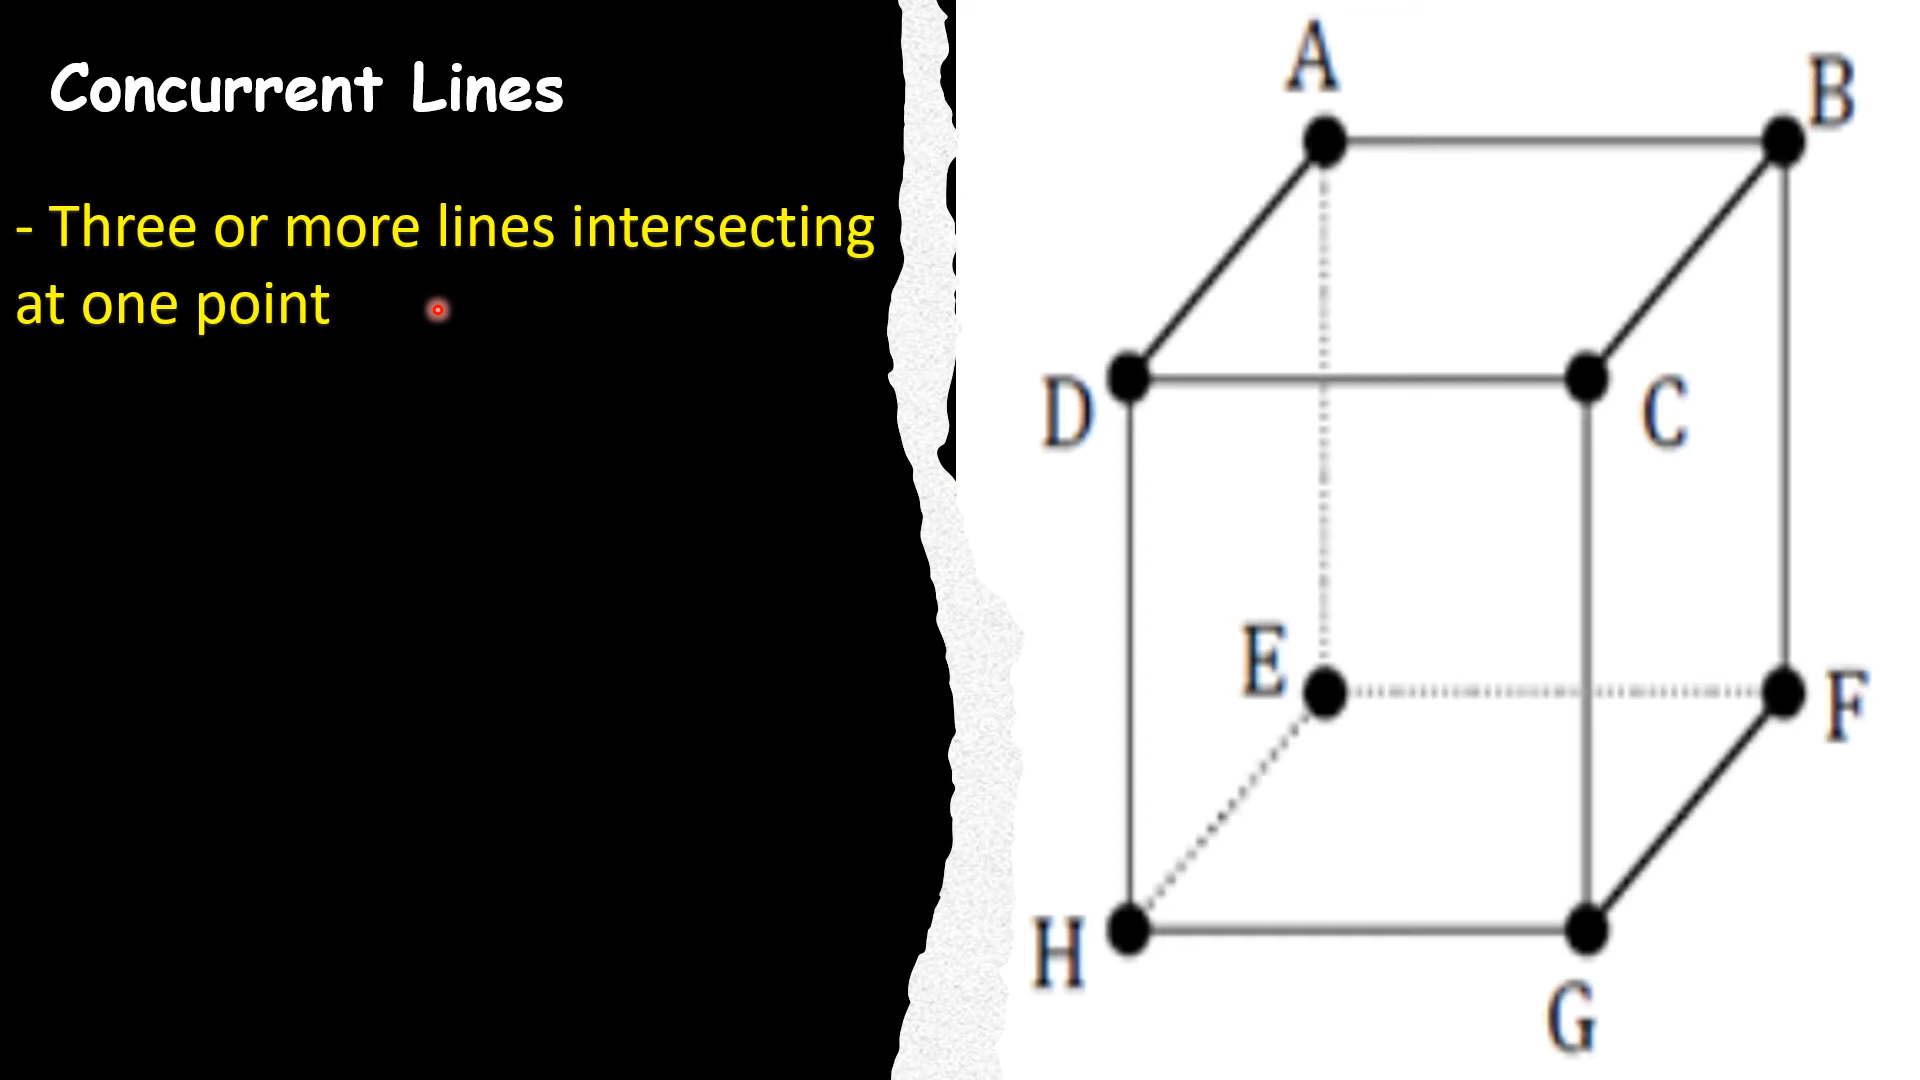 Concurrent Lines
- Three or more lines intersecting
at one point
A
B
D
C
E
F
H
G